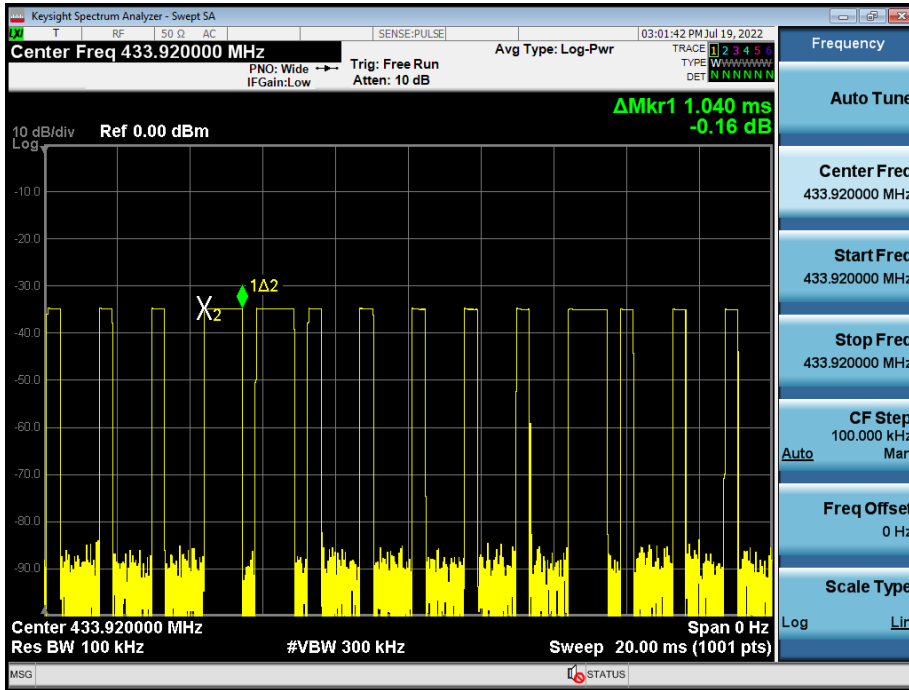 Keysight Spectrum Analyzer - Swept SA
LXI T RF 50 Ω AC SENSE:PULSE 03:01:42 PM Jul 19, 2022
Center Freq 433.920000 MHz Avg Type: Log-Pwr TRACE 1 2 3 4 5 6
PNO: Wide Trig: Free Run TYPE WWWWWW
IFGain:Low Atten: 10 dB DET N N N N N N
ΔMkr1 1.040 ms
-0.16 dB
10 dB/div Ref 0.00 dBm
Log
-10.0
-20.0
-30.0
1Δ2
X2
-40.0
-50.0
-60.0
-70.0
-80.0
-90.0
Center 433.920000 MHz Span 0 Hz
Res BW 100 kHz #VBW 300 kHz Sweep 20.00 ms (1001 pts)
MSG STATUS
Frequency
Auto Tune
Center Freq
433.920000 MHz
Start Freq
433.920000 MHz
Stop Freq
433.920000 MHz
CF Step
100.000 kHz
Auto Man
Freq Offset
0 Hz
Scale Type
Log Lin